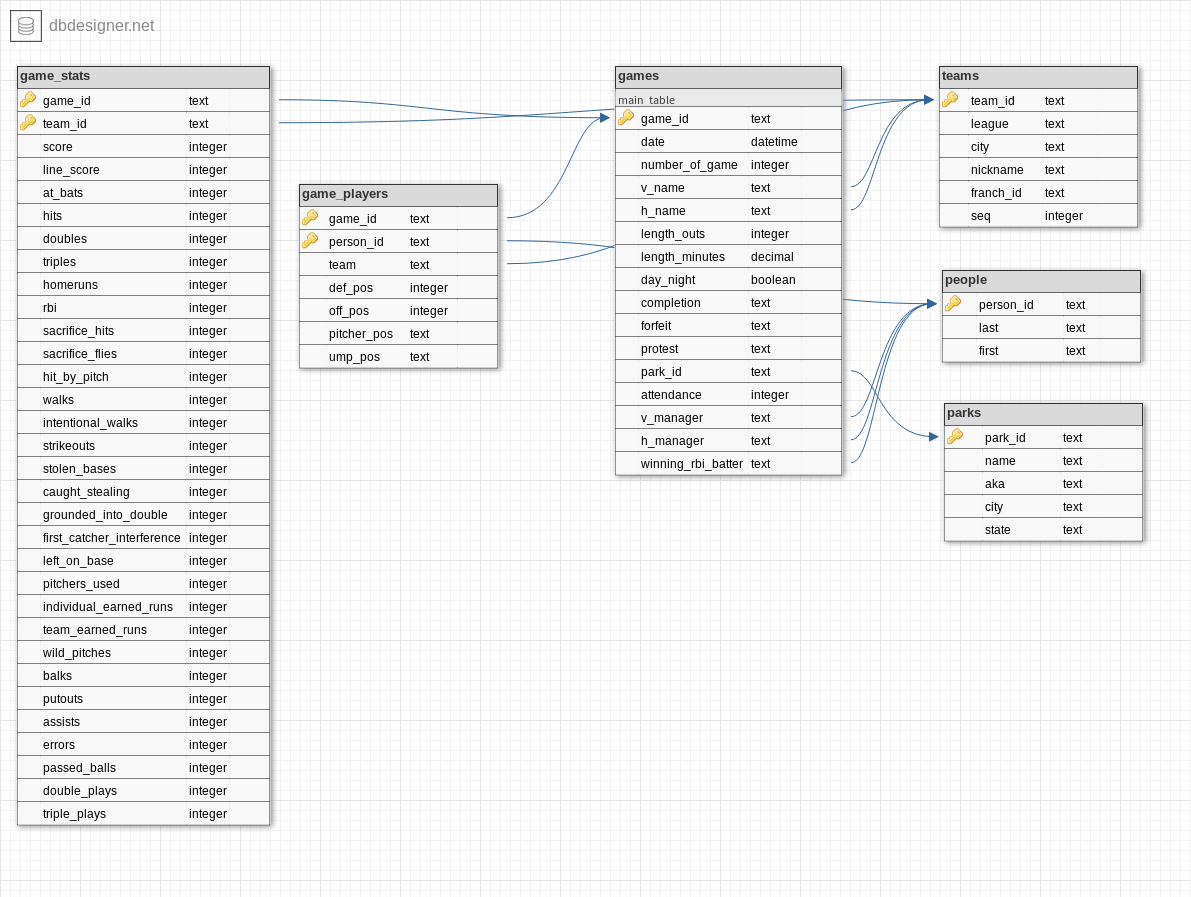 dbdesigner.net
game_stats
game_id text
team_id text
score integer
line_score integer
at_bats integer
hits integer
doubles integer
triples integer
homeruns integer
rbi integer
sacrifice_hits integer
sacrifice_flies integer
hit_by_pitch integer
walks integer
intentional_walks integer
strikeouts integer
stolen_bases integer
caught_stealing integer
grounded_into_double integer
first_catcher_interference integer
left_on_base integer
pitchers_used integer
individual_earned_runs integer
team_earned_runs integer
wild_pitches integer
balks integer
putouts integer
assists integer
errors integer
passed_balls integer
double_plays integer
triple_plays integer
game_players
game_id text
person_id text
team text
def_pos integer
off_pos integer
pitcher_pos text
ump_pos text
games
main_table
game_id text
date datetime
number_of_game integer
v_name text
h_name text
length_outs integer
length_minutes decimal
day_night boolean
completion text
forfeit text
protest text
park_id text
attendance integer
v_manager text
h_manager text
winning_rbi_batter text
teams
team_id text
league text
city text
nickname text
franch_id text
seq integer
people
person_id text
last text
first text
parks
park_id text
name text
aka text
city text
state text